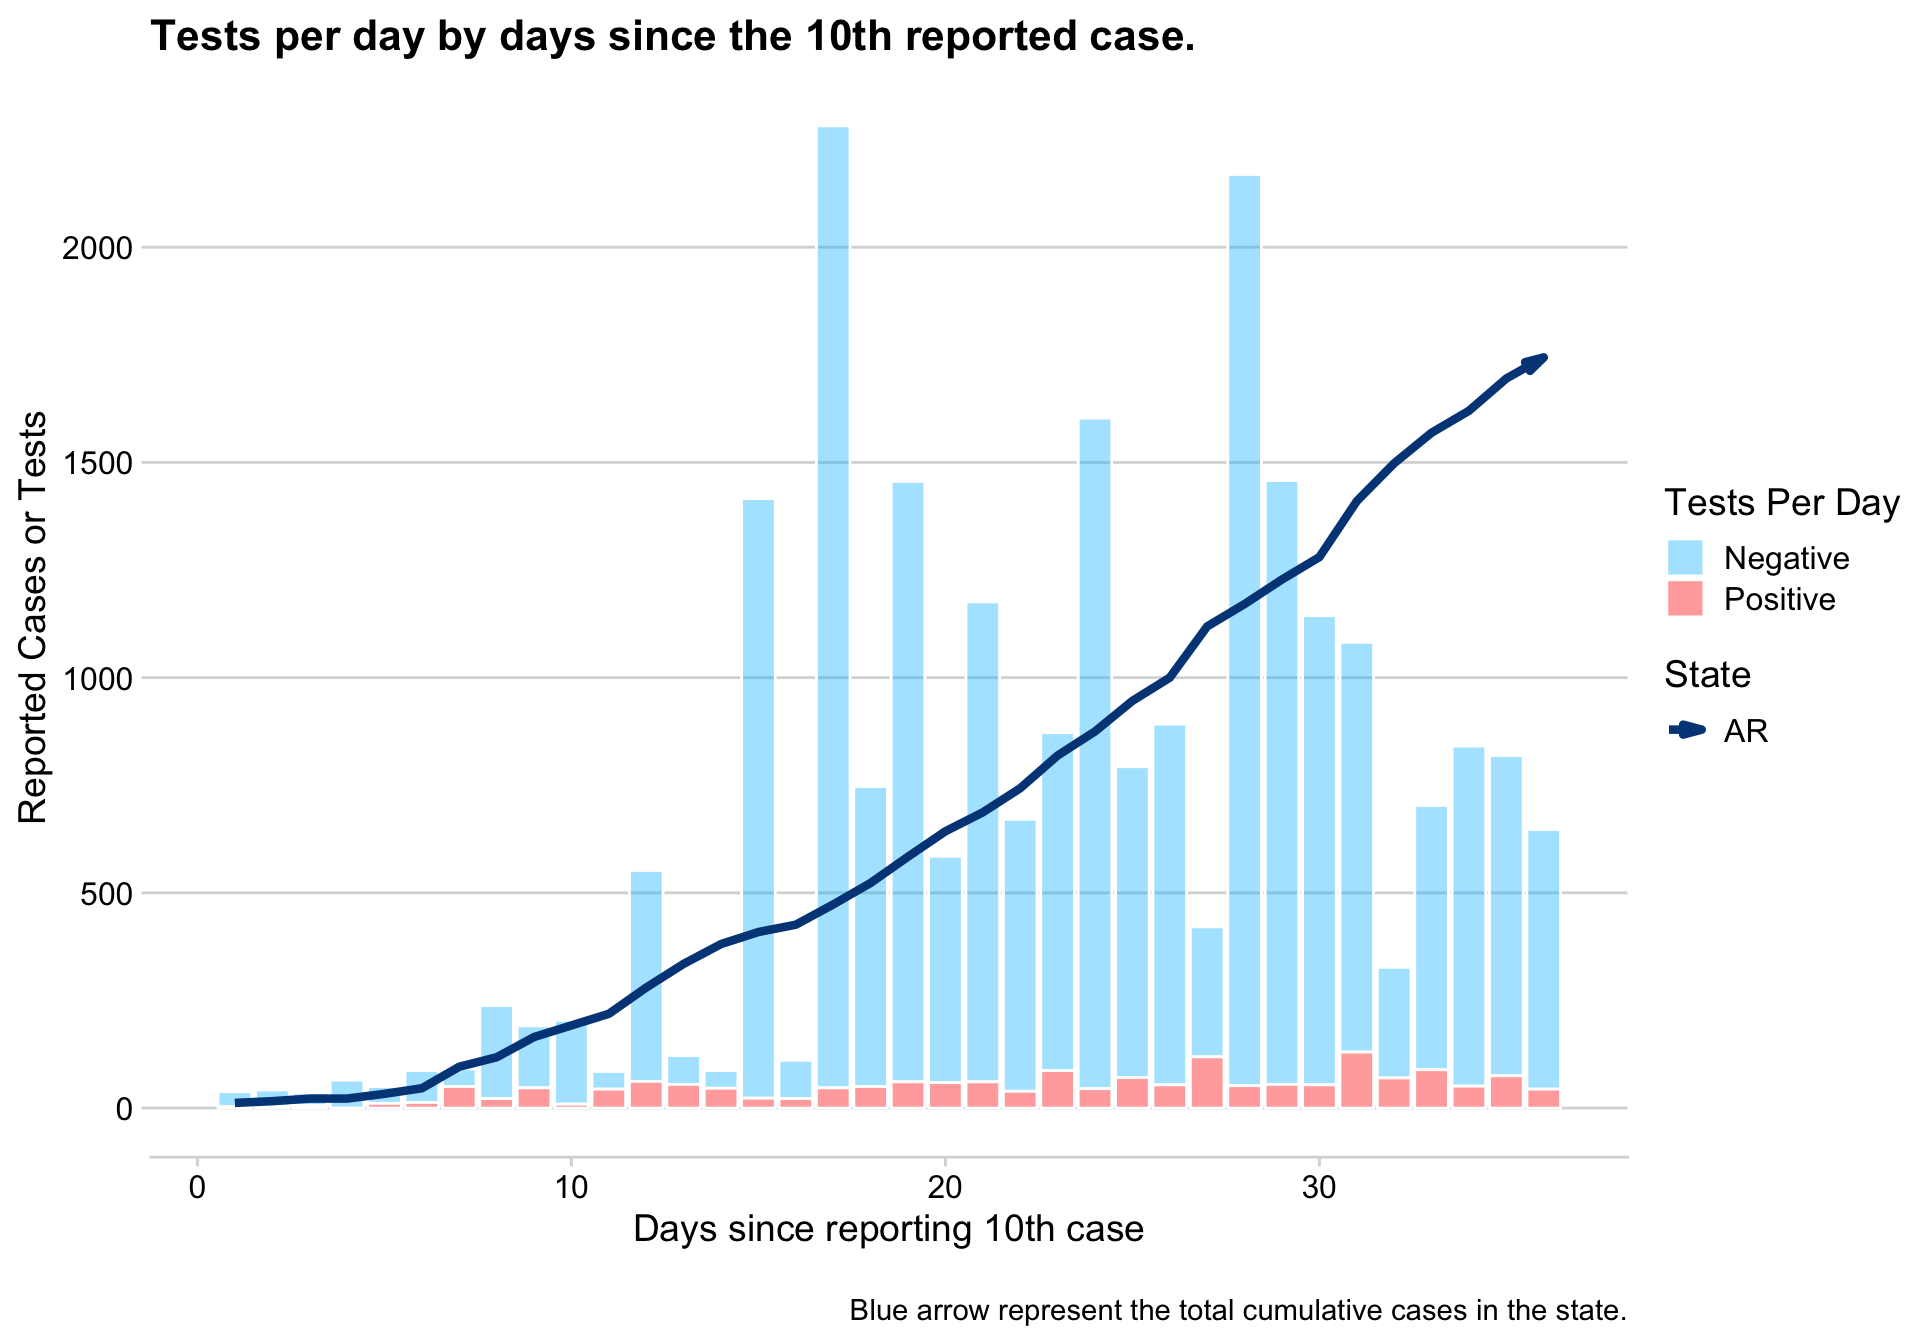 Tests per day by days since the 10th reported case.
Reported Cases or Tests
2000
1500
1000
500
0
0 10 20 30
Days since reporting 10th case
Tests Per Day
Negative
Positive
State
AR
Blue arrow represent the total cumulative cases in the state.